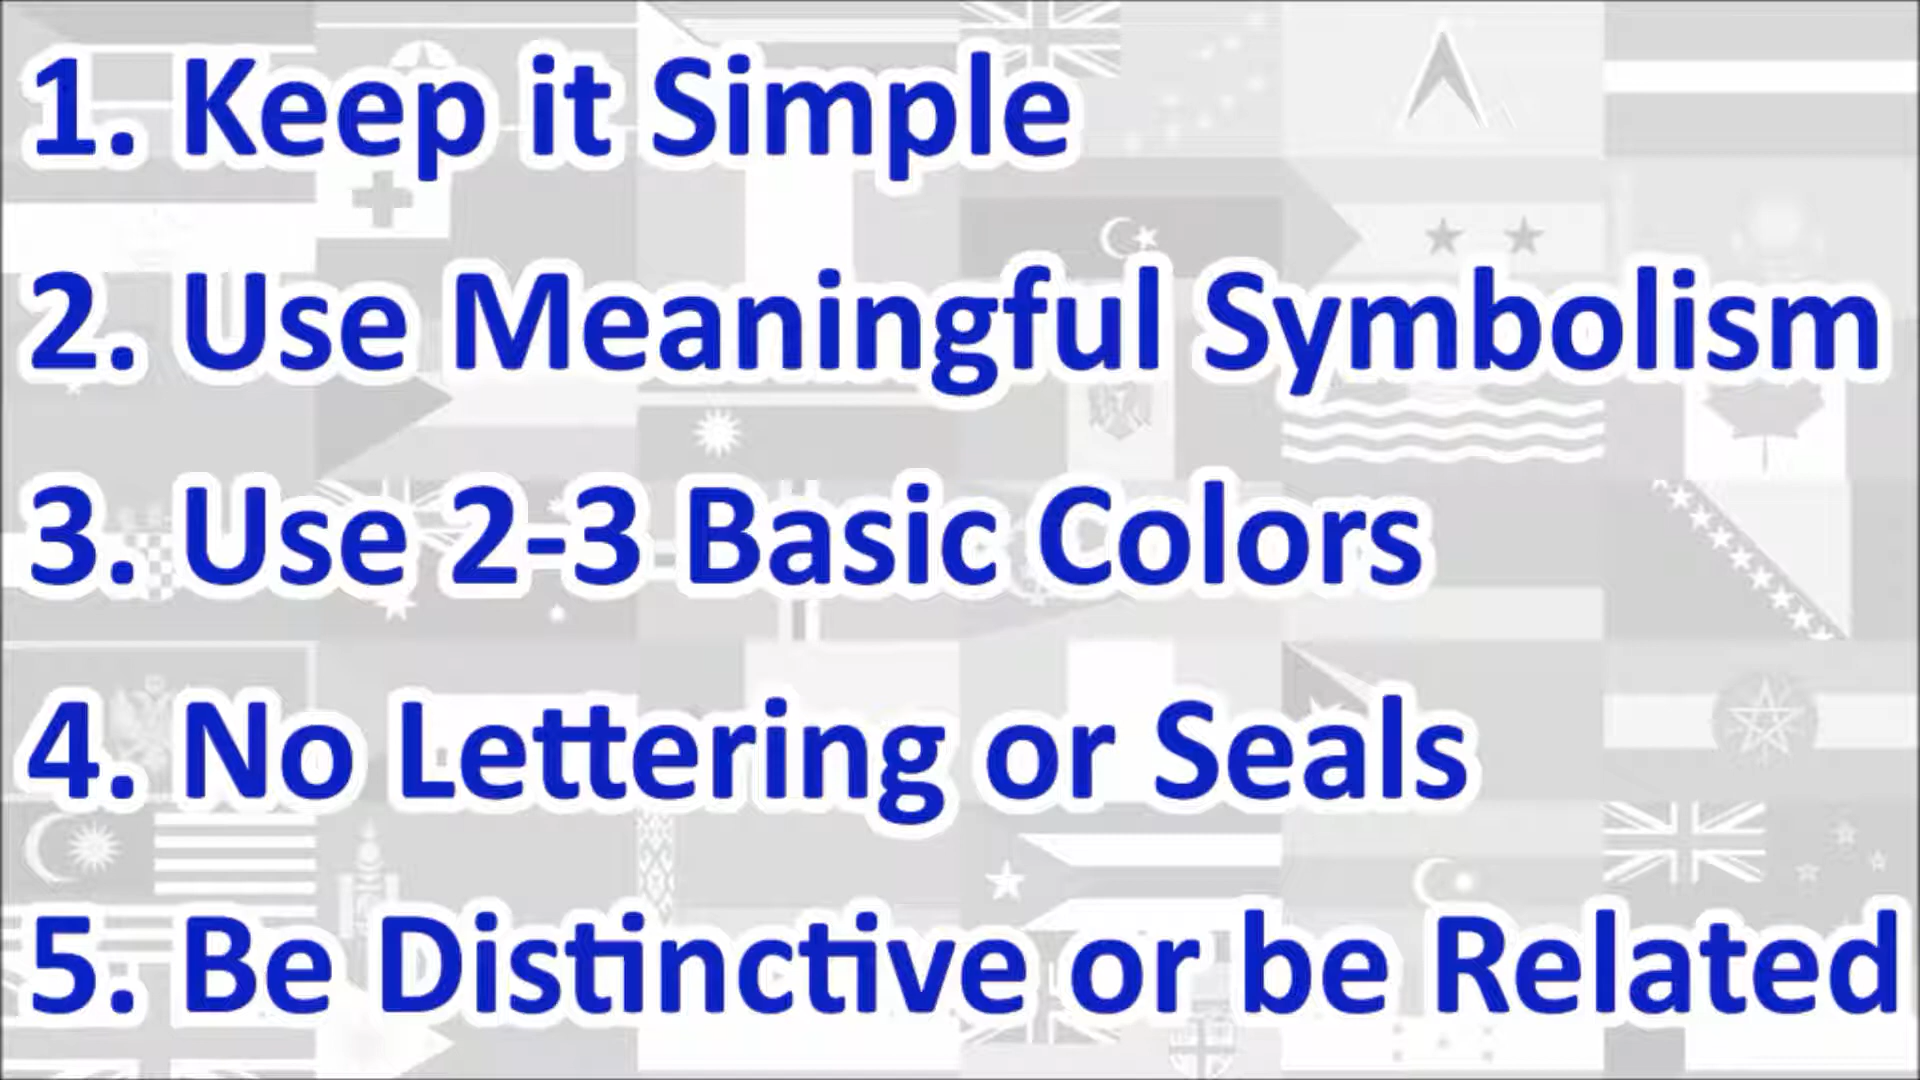 1. Keep it Simple
2. Use Meaningful Symbolism
3. Use 2-3 Basic Colors
4. No Lettering or Seals
5. Be Distinctive or be Related